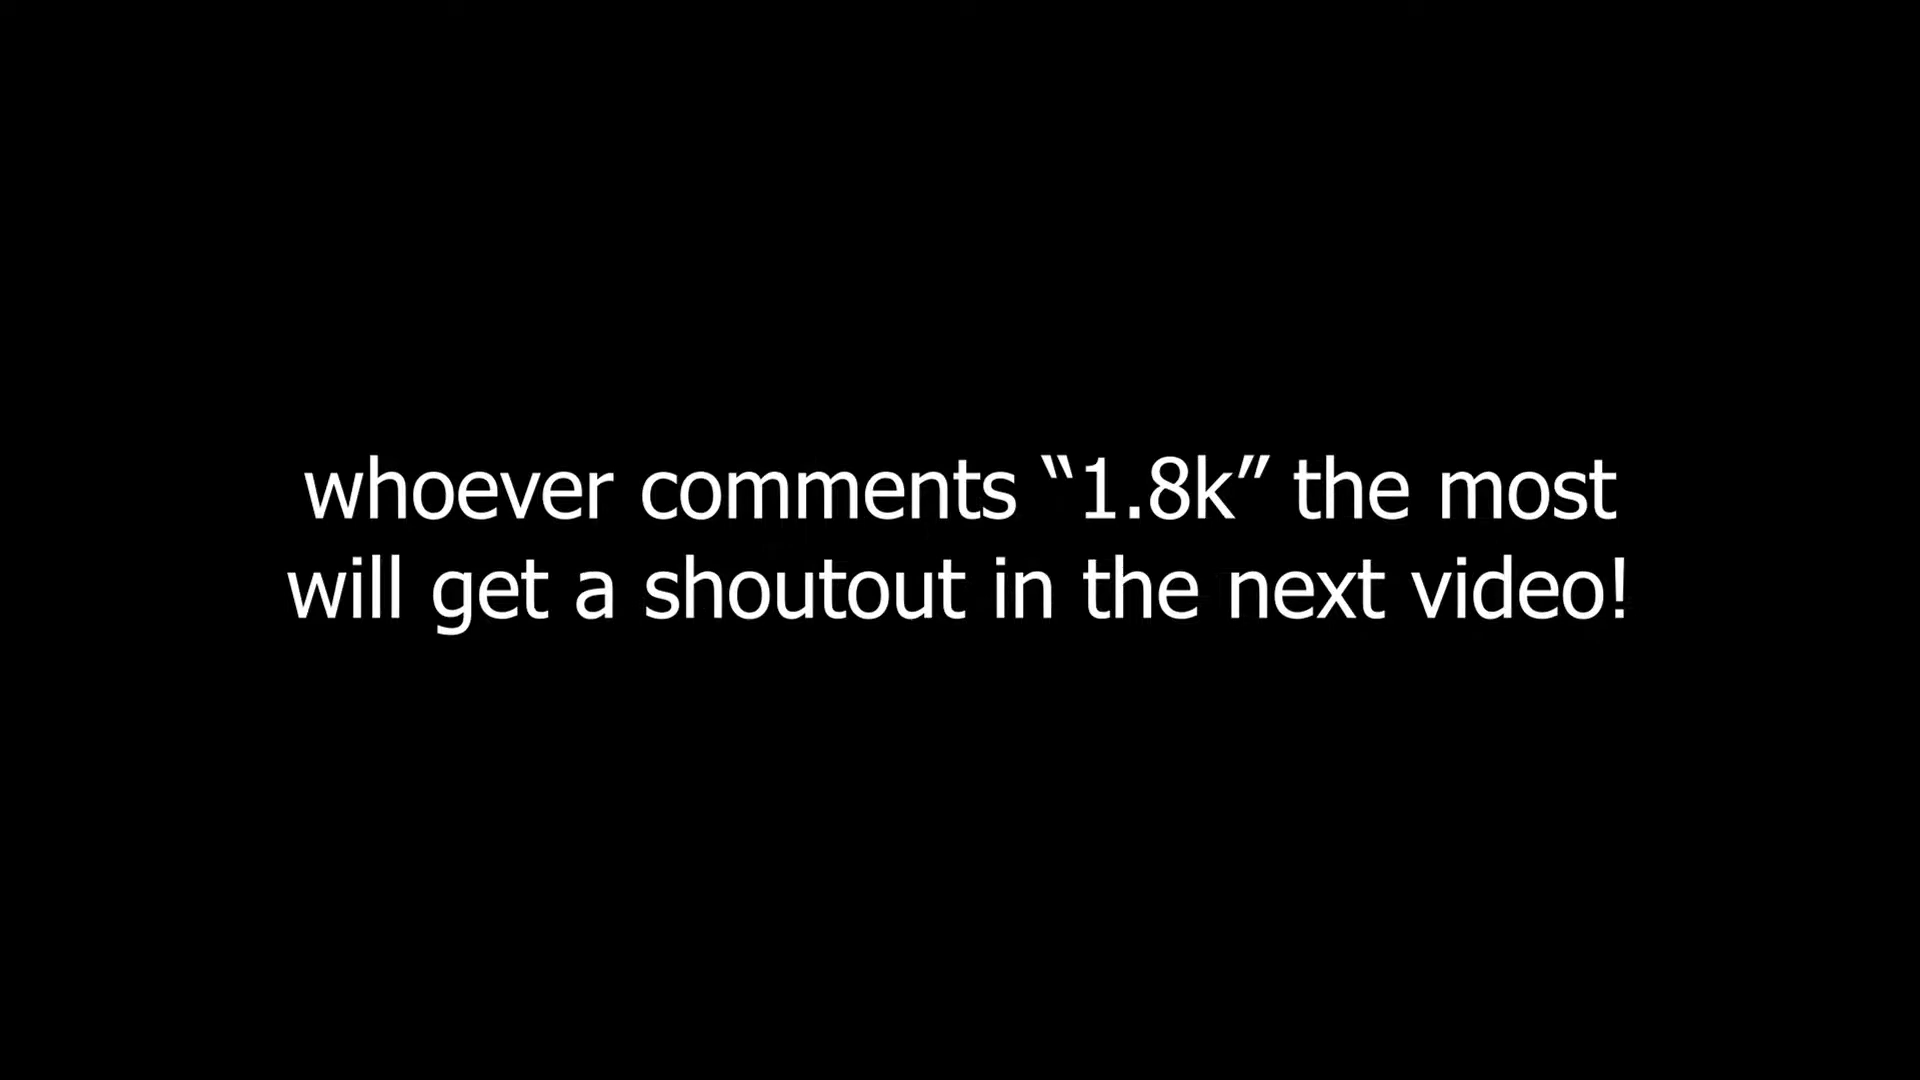 whoever comments “1.8k” the most
will get a shoutout in the next video!